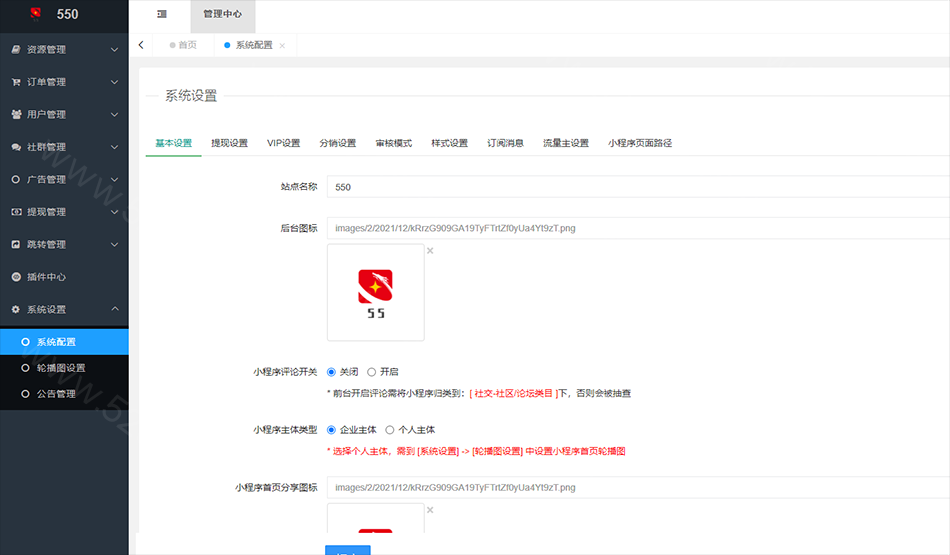 550
管理中心
首页
系统配置
资源管理
订单管理
用户管理
社群管理
广告管理
提现管理
跳转管理
插件中心
系统设置
系统配置
轮播图设置
公告管理
系统设置
基本设置 提现设置 VIP设置 分销设置 审核模式 样式设置 订阅消息 流量主设置 小程序页面路径
站点名称 550
后台图标 images/2/2021/12/kRrzG909GA19TyFTrtZf0yUa4Yt9zT.png
55
小程序评论开关 关闭 开启
* 前台开启评论需将小程序归类到：[ 社交-社区/论坛类目 ]下，否则会被抽查
小程序主体类型 企业主体 个人主体
* 选择个人主体，需到 [系统设置] -> [轮播图设置] 中设置小程序首页轮播图
小程序首页分享图标 images/2/2021/12/kRrzG909GA19TyFTrtZf0yUa4Yt9zT.png